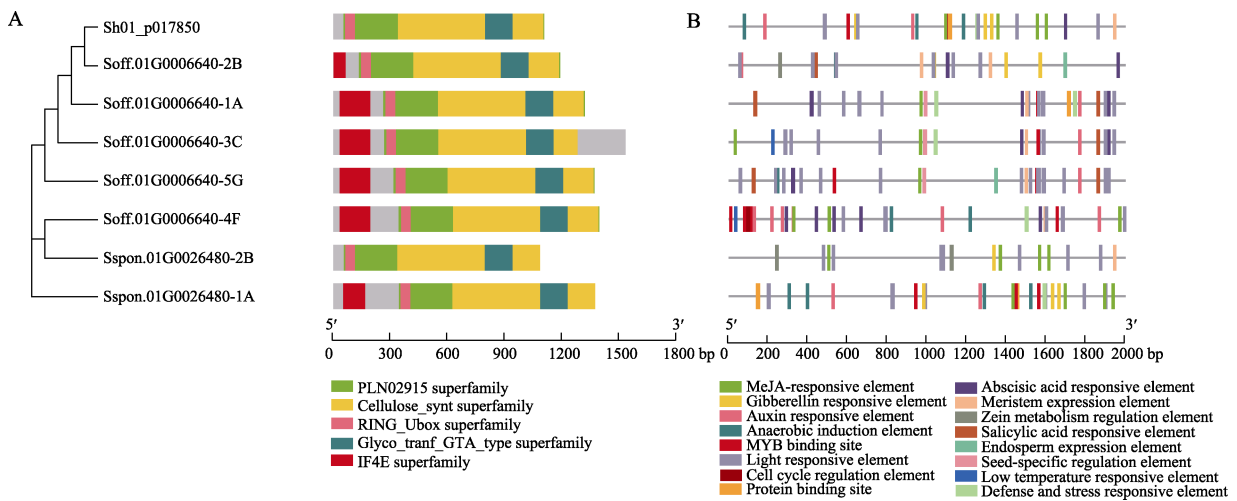 A
B
Sh01_p017850
Soff.01G0006640-2B
Soff.01G0006640-1A
Soff.01G0006640-3C
Soff.01G0006640-5G
Soff.01G0006640-4F
Sspon.01G0026480-2B
Sspon.01G0026480-1A
5′ 3′
0 300 600 900 1200 1500 1800 bp
PLN02915 superfamily
Cellulose_synt superfamily
RING_Ubox superfamily
Glyco_tranf_GTA_type superfamily
IF4E superfamily
5′ 3′
0 200 400 600 800 1000 1200 1400 1600 1800 2000 bp
MeJA-responsive element
Gibberellin responsive element
Auxin responsive element
Anaerobic induction element
MYB binding site
Light responsive element
Cell cycle regulation element
Protein binding site
Abscisic acid responsive element
Meristem expression element
Zein metabolism regulation element
Salicylic acid responsive element
Endosperm expression element
Seed-specific regulation element
Low temperature responsive element
Defense and stress responsive element